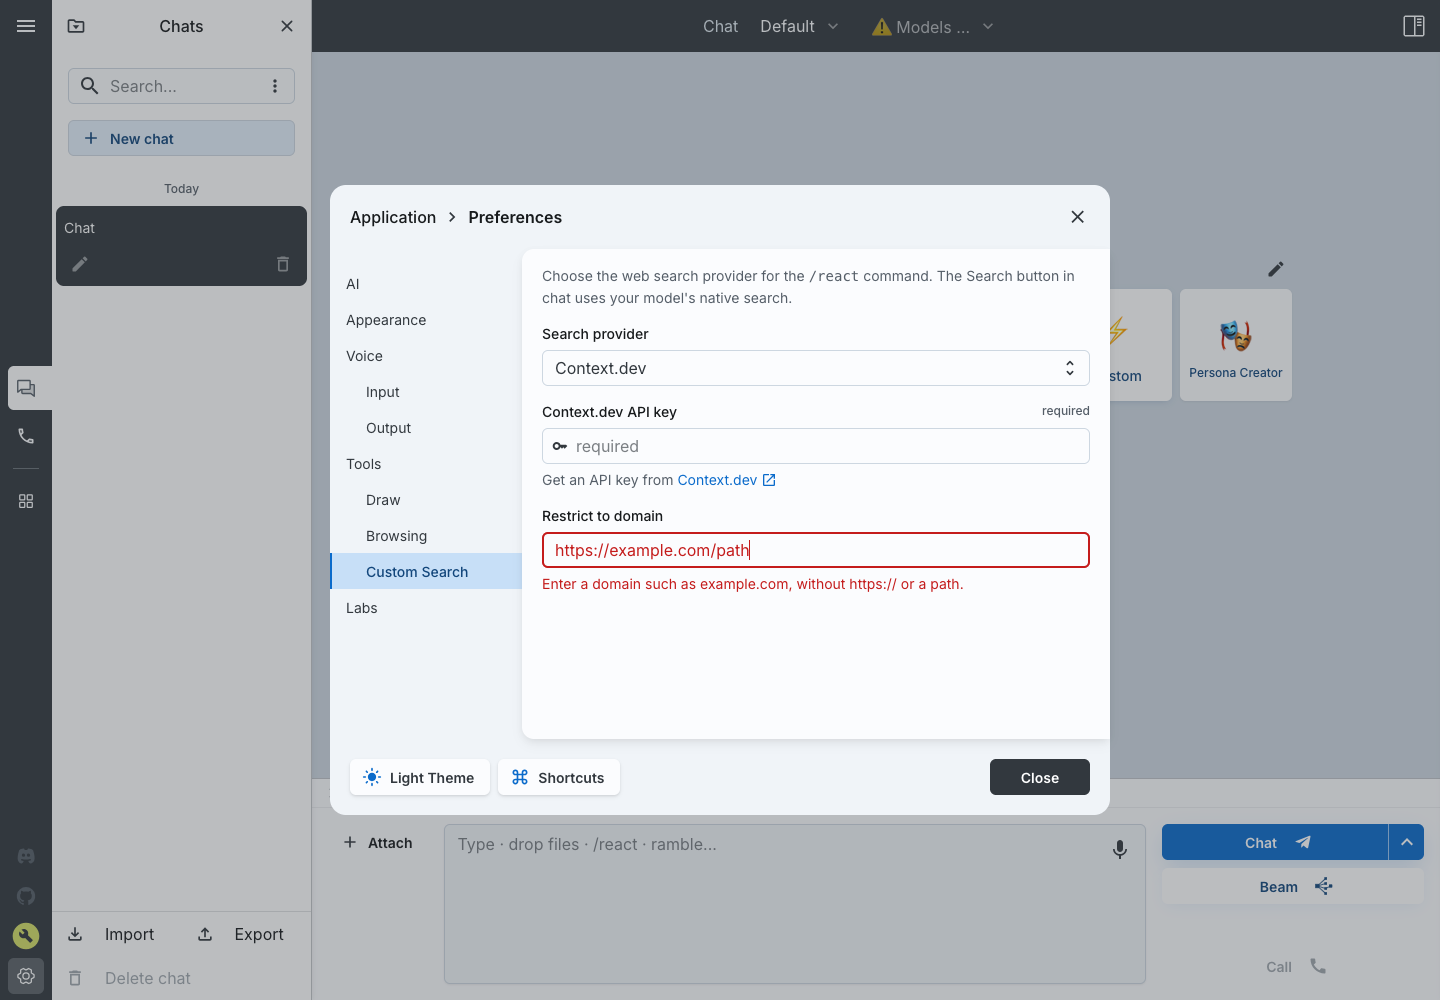 Chats
Search...
New chat
Today
Chat
Import
Export
Delete chat
Chat
Default
Models ...
stom
Persona Creator
Application
Preferences
AI
Appearance
Voice
Input
Output
Tools
Draw
Browsing
Custom Search
Labs
Choose the web search provider for the /react command. The Search button in
chat uses your model's native search.
Search provider
Context.dev
Context.dev API key
required
required
Get an API key from Context.dev
Restrict to domain
https://example.com/path
Enter a domain such as example.com, without https:// or a path.
Light Theme
Shortcuts
Close
Attach
Type · drop files · /react · ramble...
Chat
Beam
Call